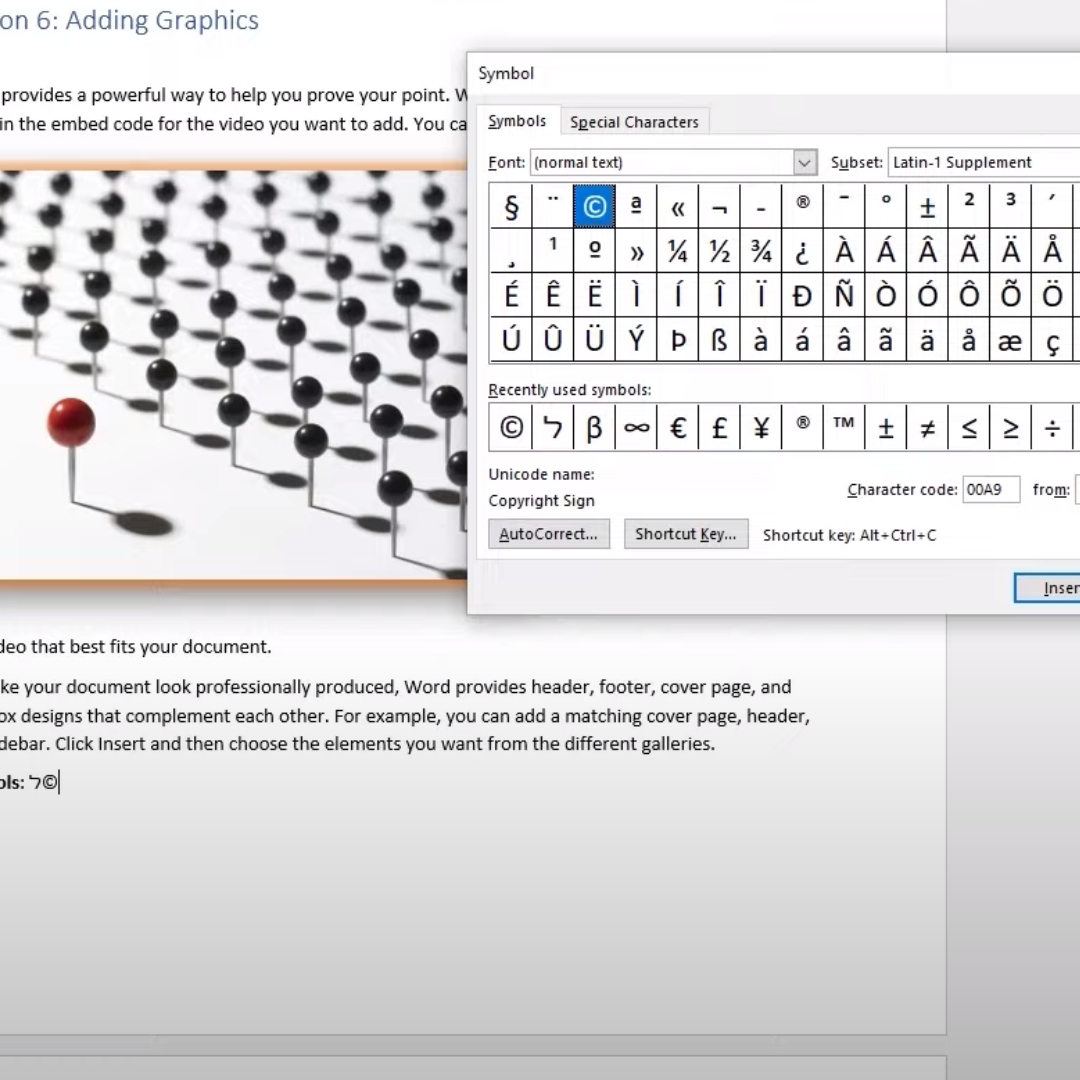 on 6: Adding Graphics
provides a powerful way to help you prove your point. W
in the embed code for the video you want to add. You ca
Symbol
Symbols Special Characters
Font: (normal text) Subset: Latin-1 Supplement
§ ¨ © ª « ¬ - ® ¯ ° ± ² ³ ´
¸ ¹ º » ¼ ½ ¾ ¿ À Á Â Ã Ä Å
É Ê Ë Ì Í Î Ï Ð Ñ Ò Ó Ô Õ Ö
Ú Û Ü Ý Þ ß à á â ã ä å æ ç
Recently used symbols:
© ל β ∞ € £ ¥ ® ™ ± ≠ ≤ ≥ ÷
Unicode name:
Copyright Sign
Character code: 00A9 from:
AutoCorrect... Shortcut Key... Shortcut key: Alt+Ctrl+C
Inser
deo that best fits your document.
ke your document look professionally produced, Word provides header, footer, cover page, and
ox designs that complement each other. For example, you can add a matching cover page, header,
debar. Click Insert and then choose the elements you want from the different galleries.
ols: ל©